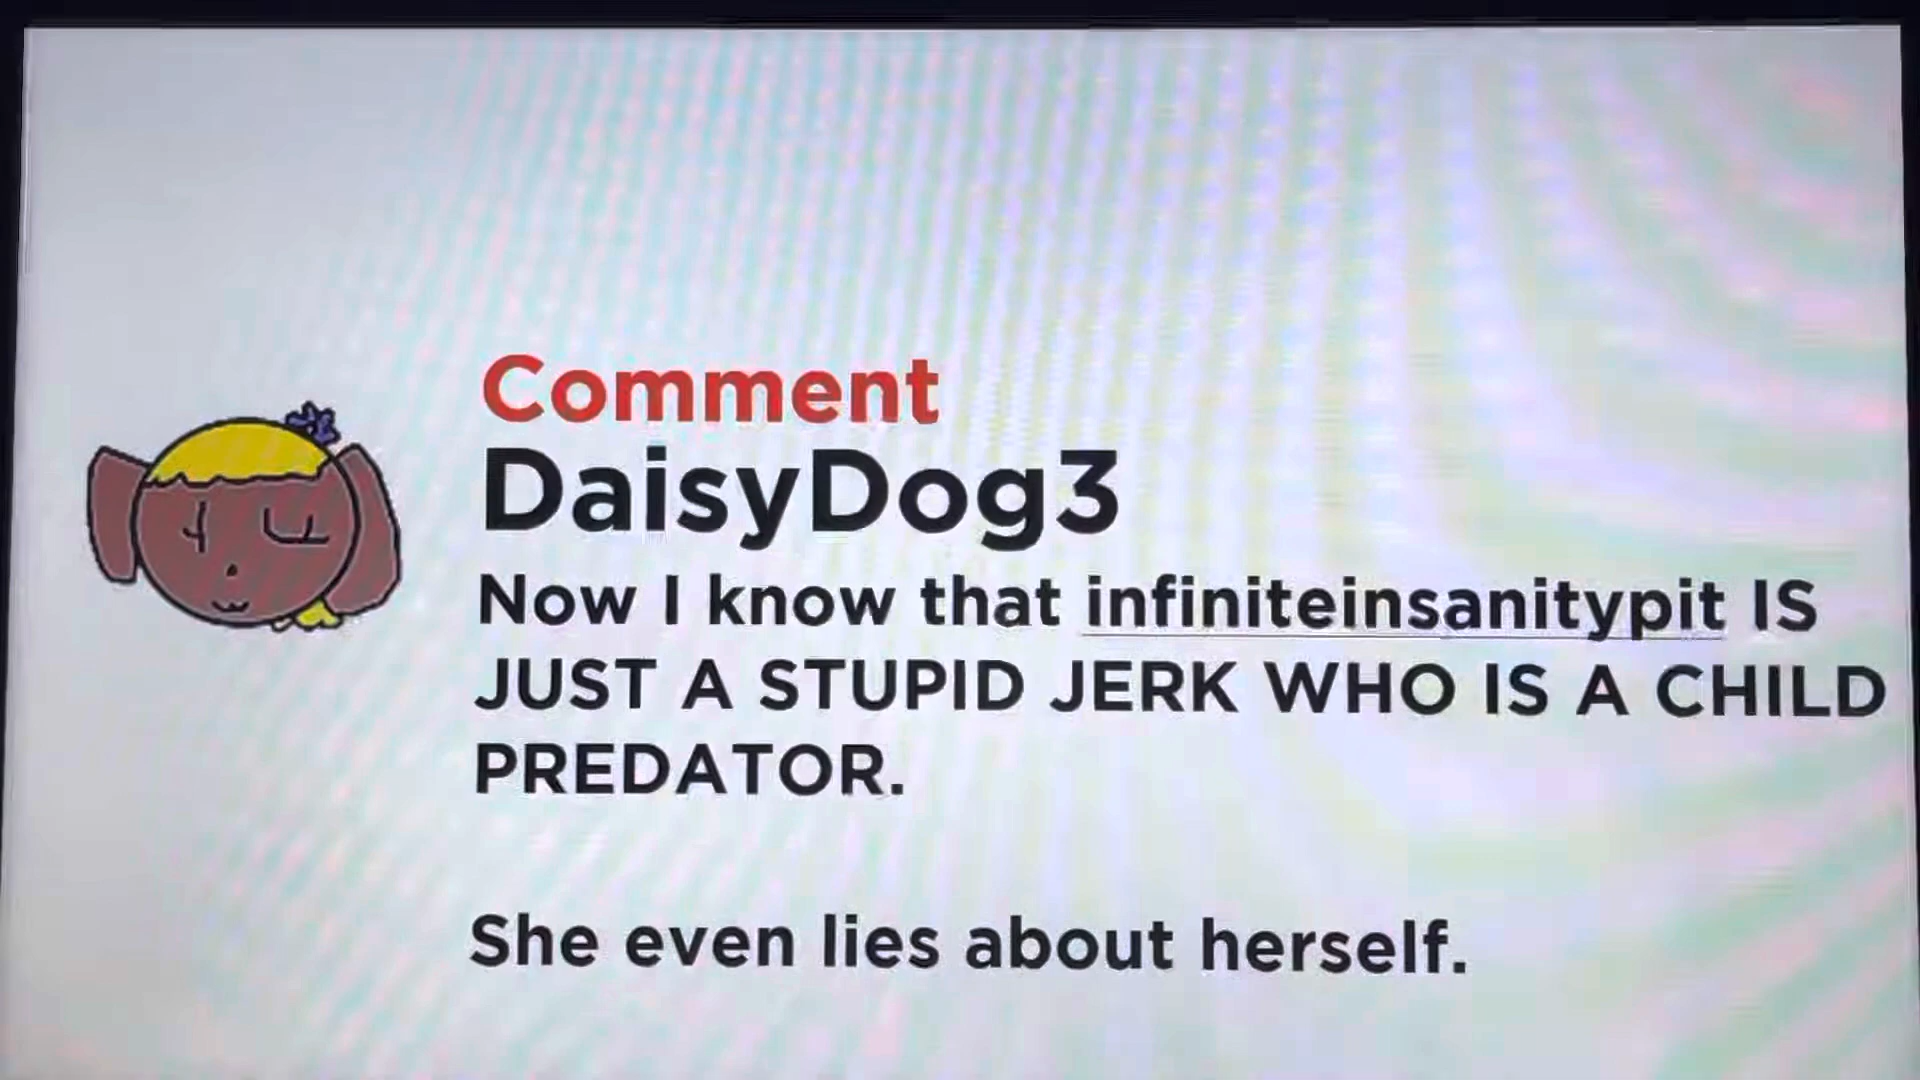 Comment
DaisyDog3
Now I know that infiniteinsanitypit IS
JUST A STUPID JERK WHO IS A CHILD
PREDATOR.
She even lies about herself.